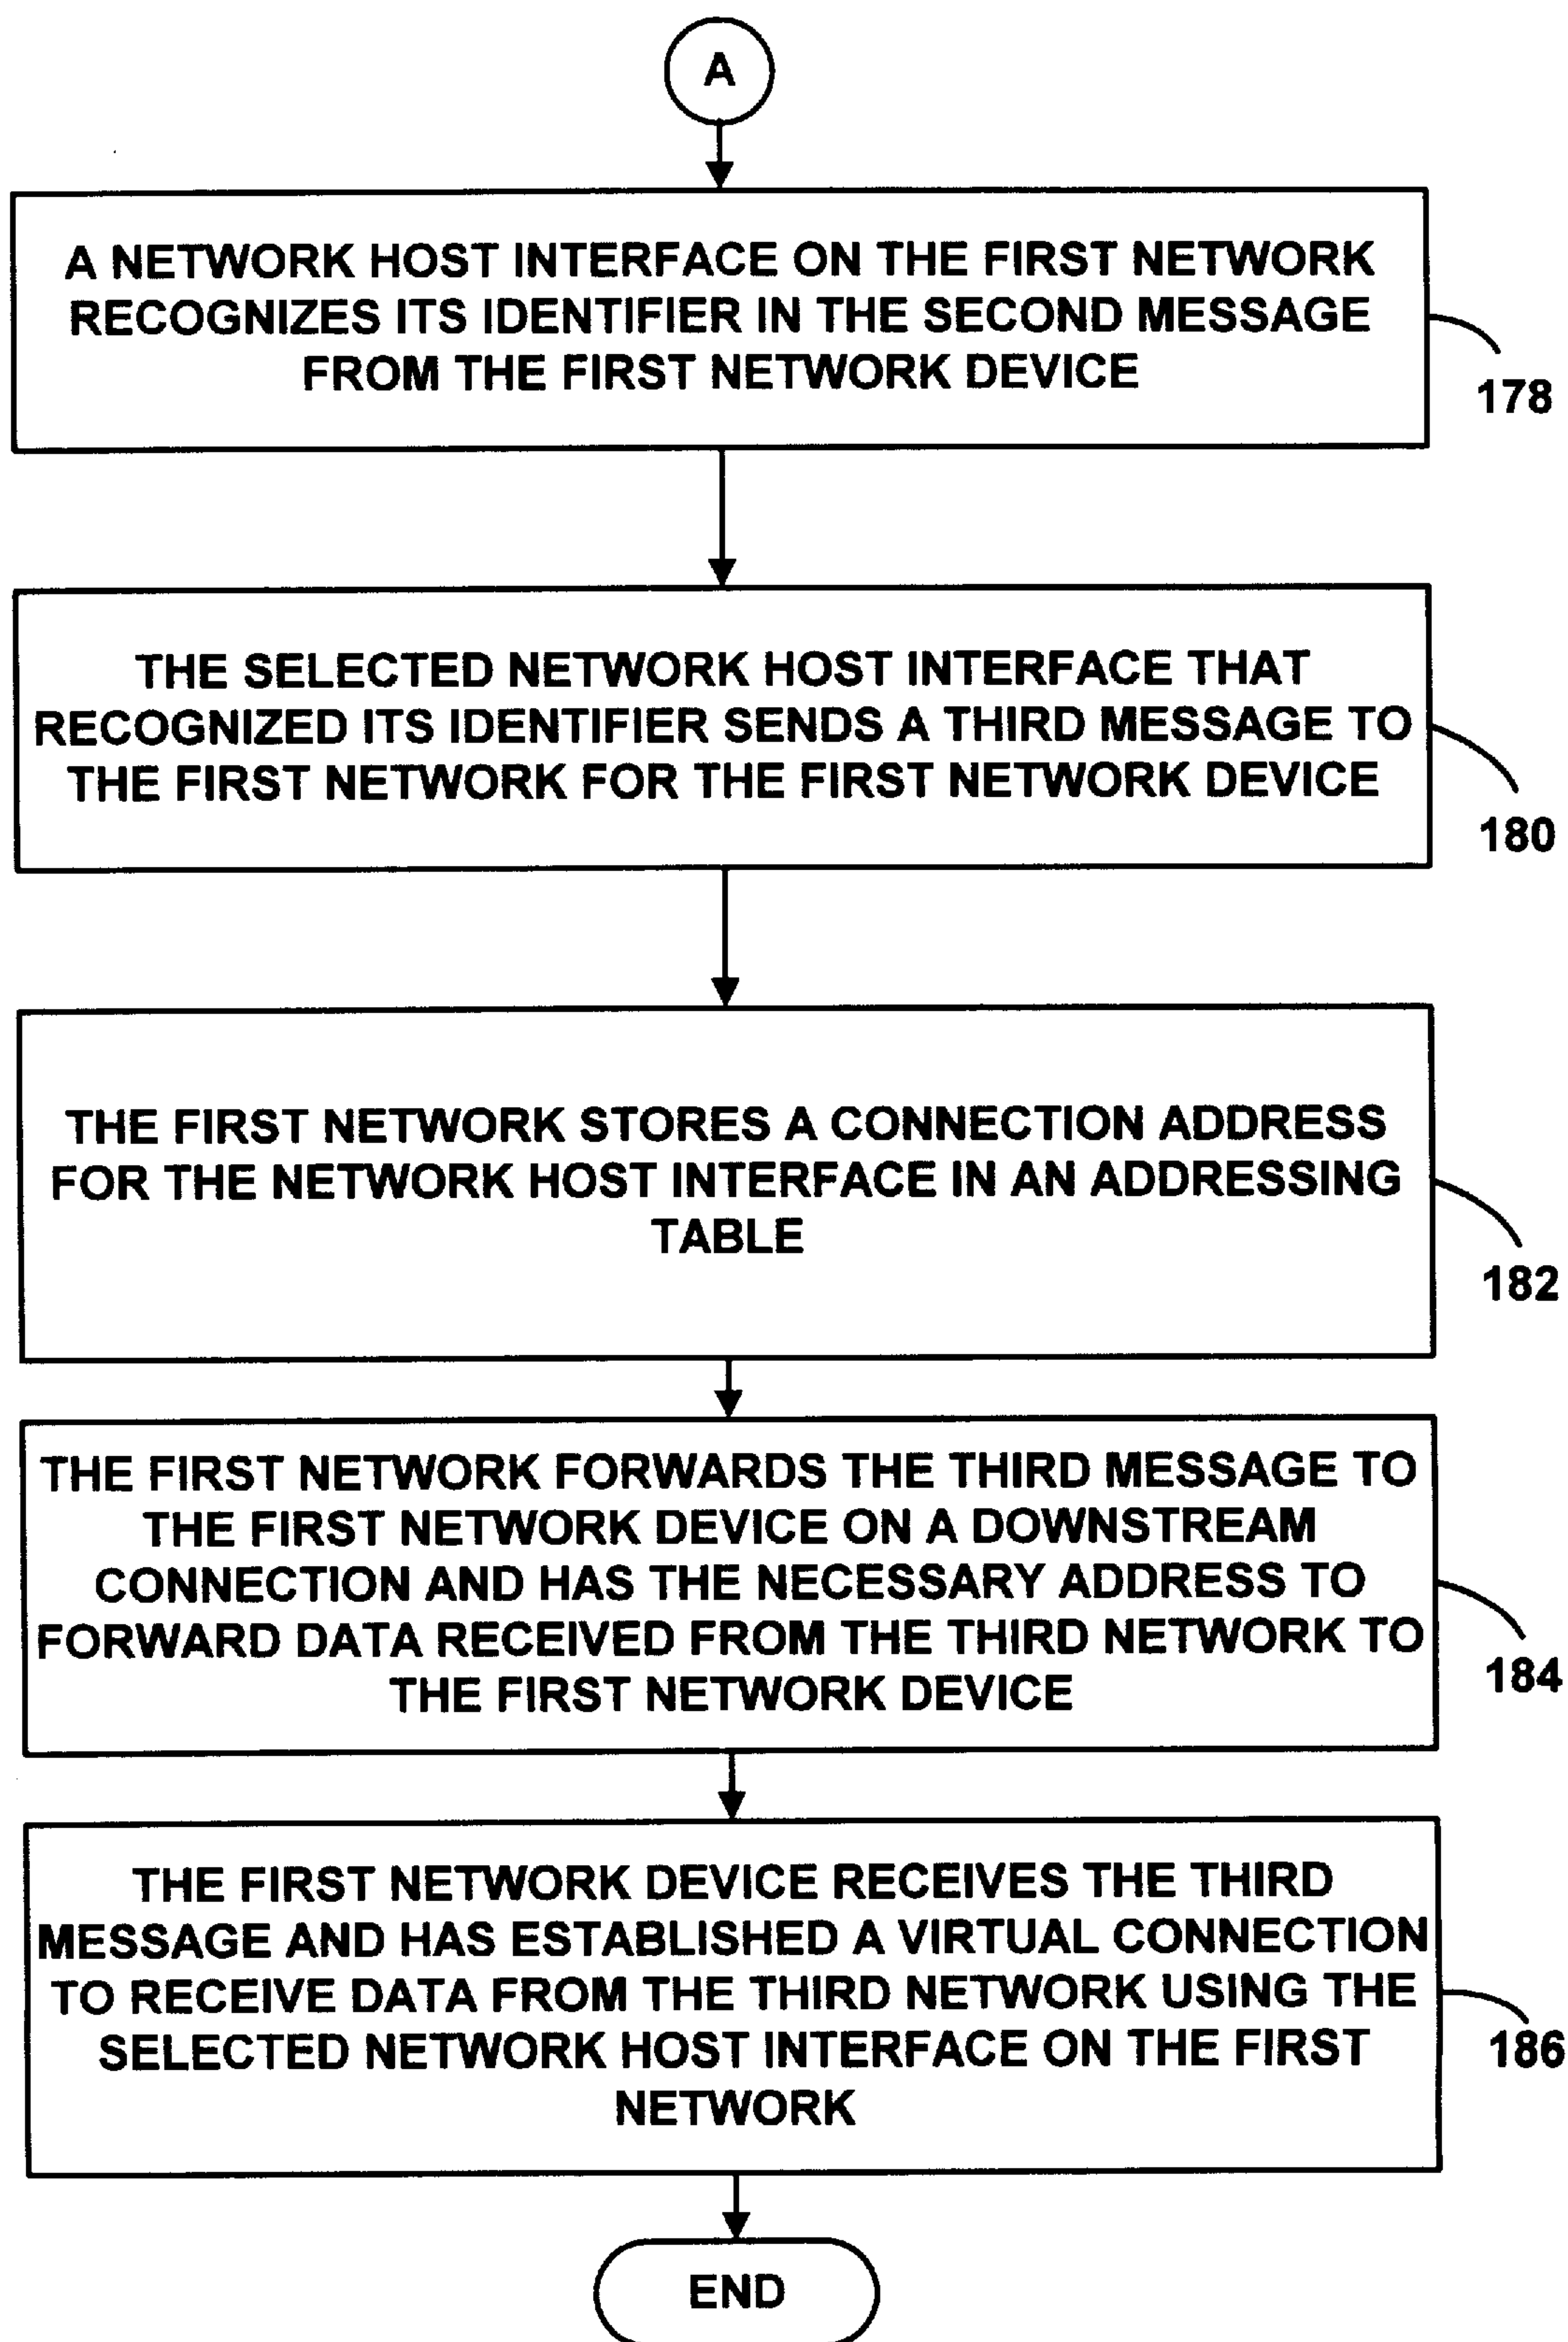 A
A NETWORK HOST INTERFACE ON THE FIRST NETWORK
RECOGNIZES ITS IDENTIFIER IN THE SECOND MESSAGE
FROM THE FIRST NETWORK DEVICE
178
THE SELECTED NETWORK HOST INTERFACE THAT
RECOGNIZED ITS IDENTIFIER SENDS A THIRD MESSAGE TO
THE FIRST NETWORK FOR THE FIRST NETWORK DEVICE
180
THE FIRST NETWORK STORES A CONNECTION ADDRESS
FOR THE NETWORK HOST INTERFACE IN AN ADDRESSING
TABLE
182
THE FIRST NETWORK FORWARDS THE THIRD MESSAGE TO
THE FIRST NETWORK DEVICE ON A DOWNSTREAM
CONNECTION AND HAS THE NECESSARY ADDRESS TO
FORWARD DATA RECEIVED FROM THE THIRD NETWORK TO
THE FIRST NETWORK DEVICE
184
THE FIRST NETWORK DEVICE RECEIVES THE THIRD
MESSAGE AND HAS ESTABLISHED A VIRTUAL CONNECTION
TO RECEIVE DATA FROM THE THIRD NETWORK USING THE
SELECTED NETWORK HOST INTERFACE ON THE FIRST
NETWORK
186
END